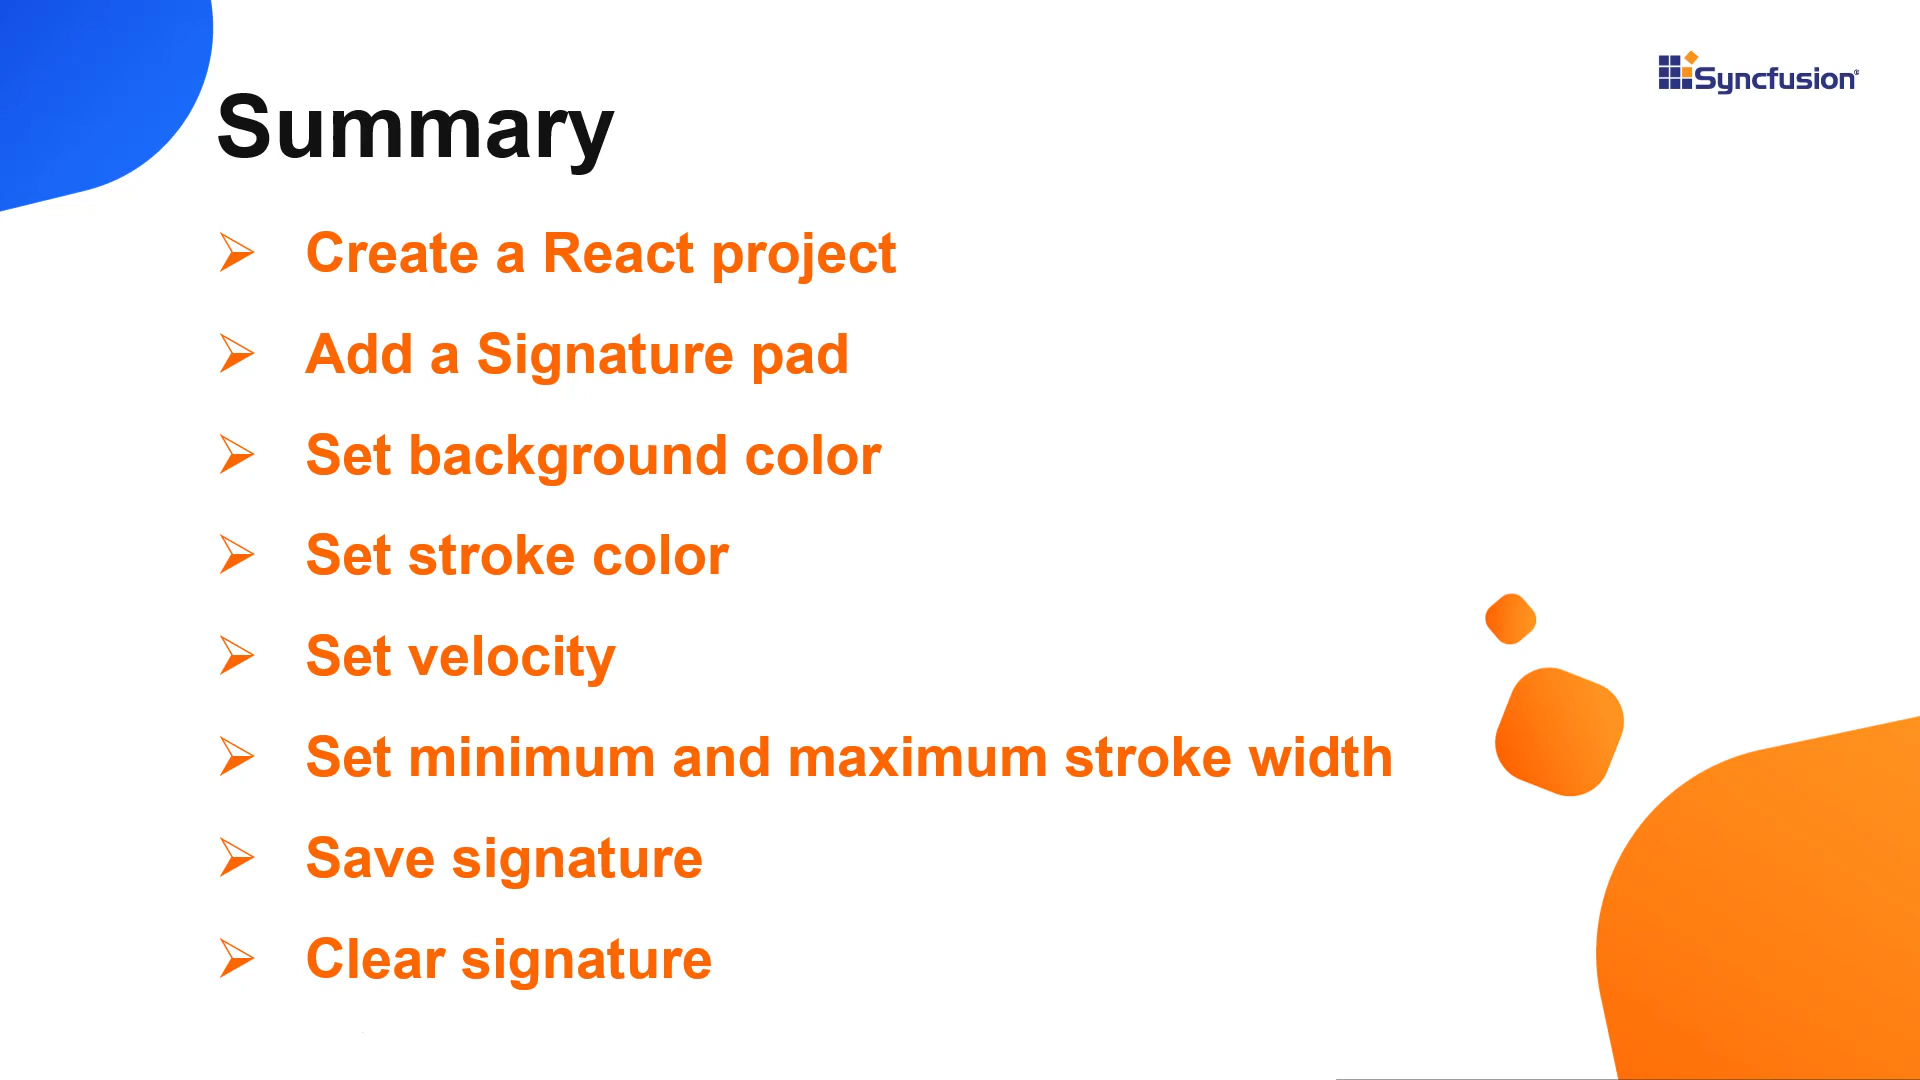 Syncfusion®
Summary
➢ Create a React project
➢ Add a Signature pad
➢ Set background color
➢ Set stroke color
➢ Set velocity
➢ Set minimum and maximum stroke width
➢ Save signature
➢ Clear signature